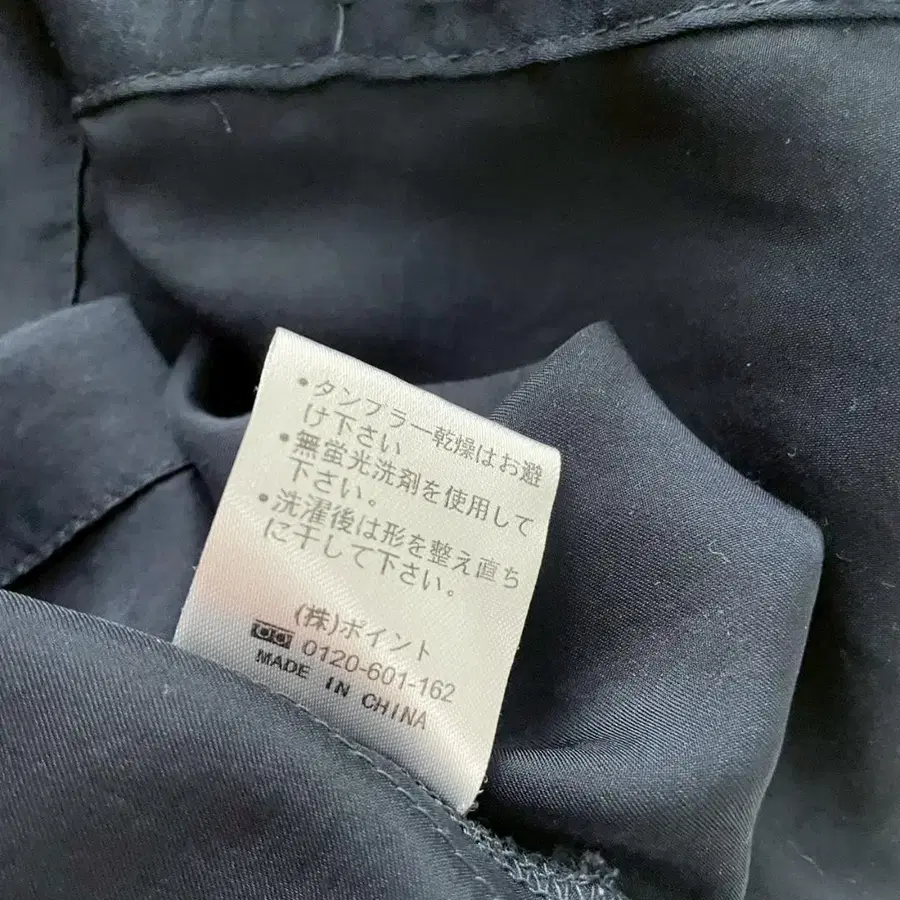 •タンブラー乾燥はお避
け下さい
•無蛍光洗剤を使用して
下さい。
•洗濯後は形を整え直ち
に干して下さい。
(株)ポイント
0120-601-162
MADE IN CHINA